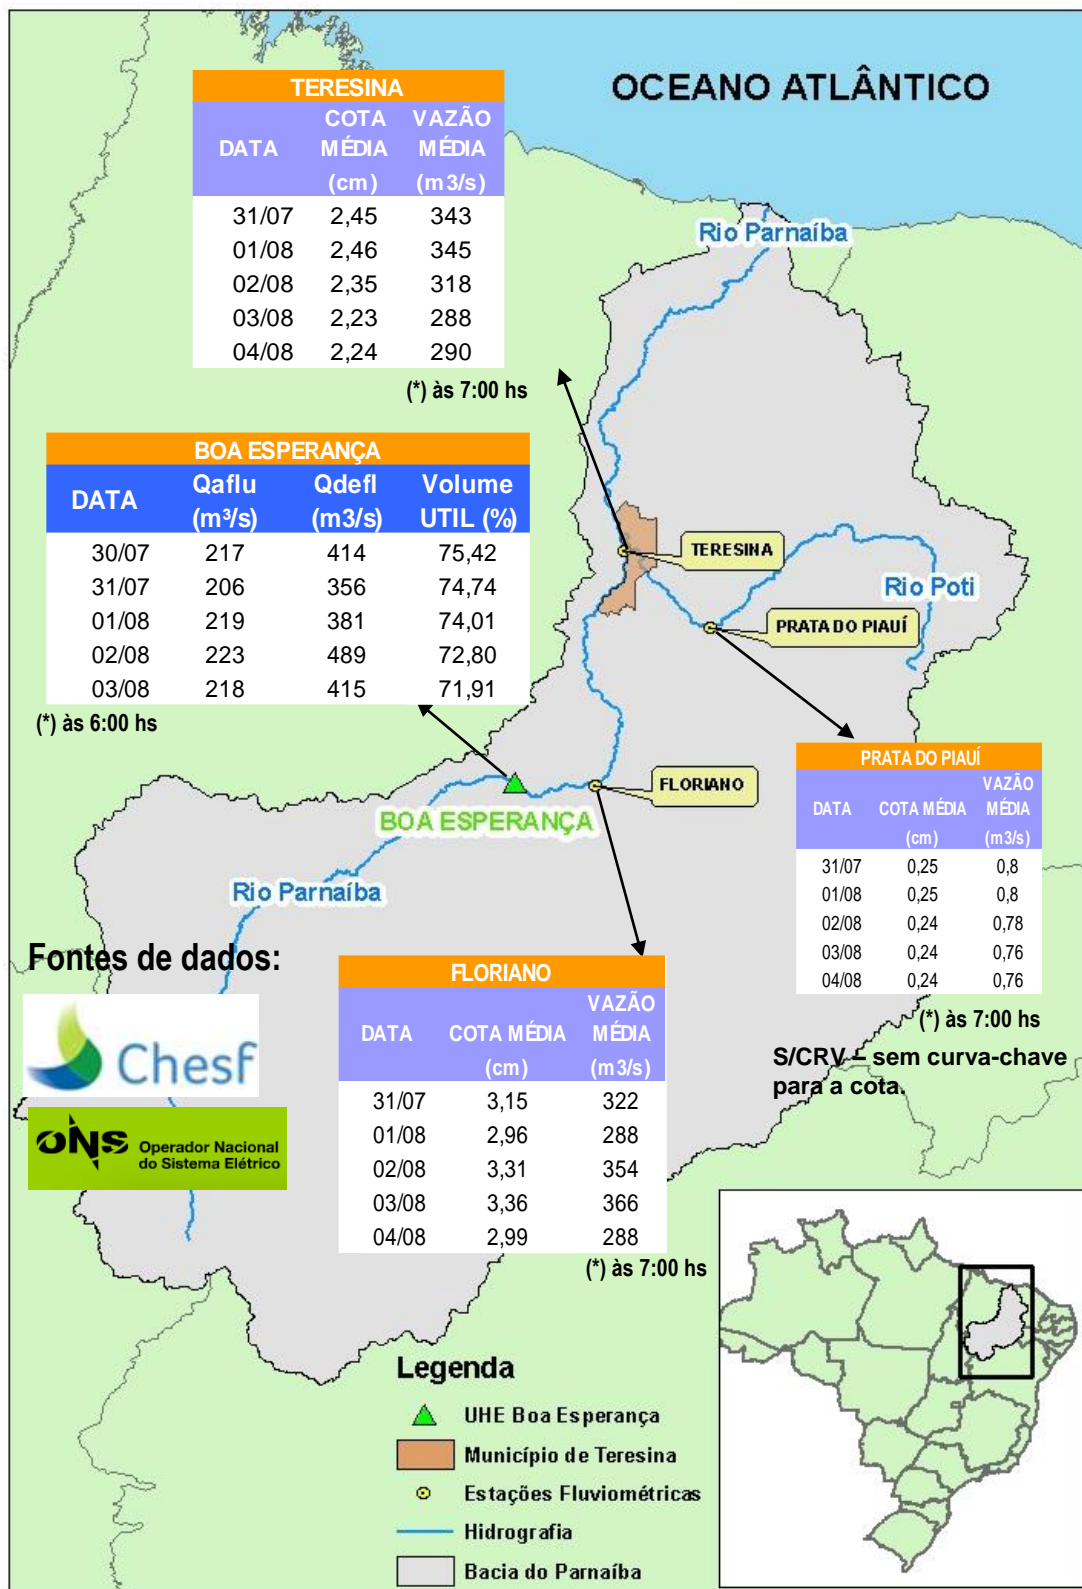 OCEANO ATLÂNTICO
TERESINA
DATA COTA MÉDIA (cm) VAZÃO MÉDIA (m3/s)
31/07 2,45 343
01/08 2,46 345
02/08 2,35 318
03/08 2,23 288
04/08 2,24 290
(*) às 7:00 hs
Rio Parnaíba
BOA ESPERANÇA
DATA Qaflu (m³/s) Qdefl (m3/s) Volume UTIL (%)
30/07 217 414 75,42
31/07 206 356 74,74
01/08 219 381 74,01
02/08 223 489 72,80
03/08 218 415 71,91
(*) às 6:00 hs
TERESINA
Rio Poti
PRATA DO PIAUÍ
FLORIANO
BOA ESPERANÇA
Rio Parnaíba
PRATA DO PIAUÍ
DATA COTA MÉDIA (cm) VAZÃO MÉDIA (m3/s)
31/07 0,25 0,8
01/08 0,25 0,8
02/08 0,24 0,78
03/08 0,24 0,76
04/08 0,24 0,76
(*) às 7:00 hs
S/CRV – sem curva-chave
para a cota.
Fontes de dados:
Chesf
ONS Operador Nacional
do Sistema Elétrico
FLORIANO
DATA COTA MÉDIA (cm) VAZÃO MÉDIA (m3/s)
31/07 3,15 322
01/08 2,96 288
02/08 3,31 354
03/08 3,36 366
04/08 2,99 288
(*) às 7:00 hs
Legenda
UHE Boa Esperança
Município de Teresina
Estações Fluviométricas
Hidrografia
Bacia do Parnaíba